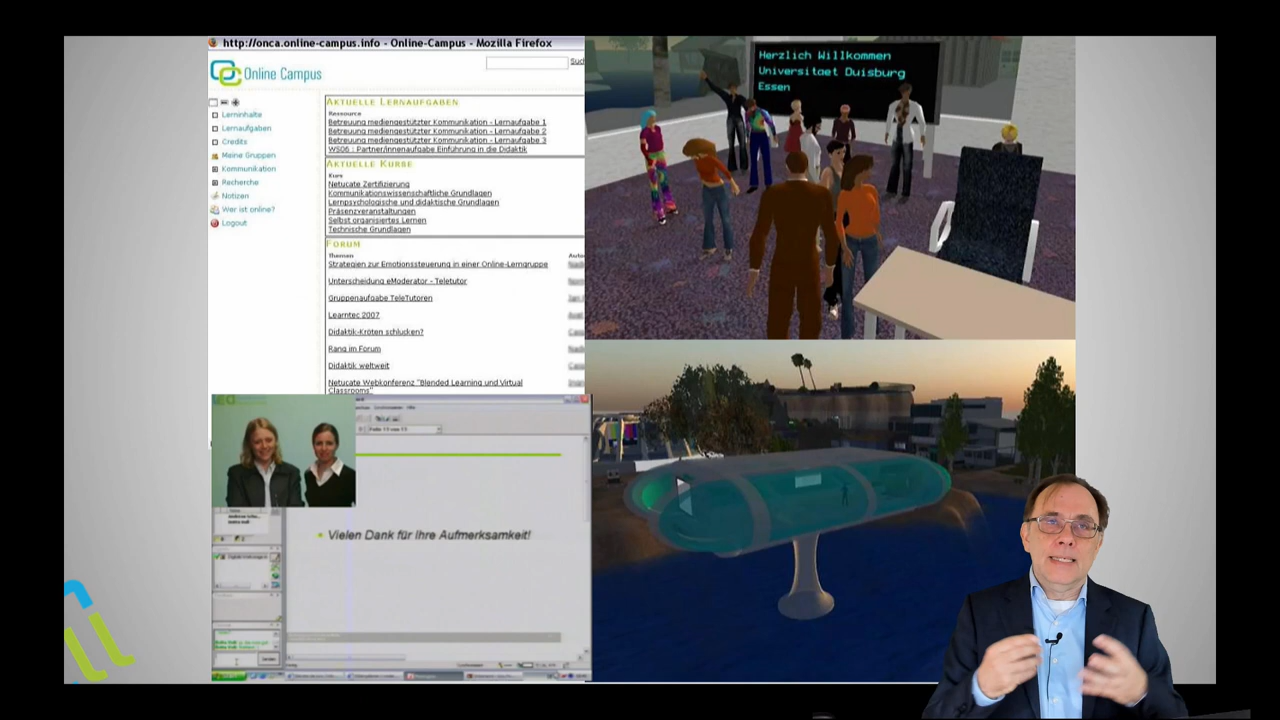 http://onca.online-campus.info - Online-Campus - Mozilla Firefox
Online Campus
Lerninhalte
Lernaufgaben
Credits
Meine Gruppen
Kommunikation
Recherche
Notizen
Wer ist online?
Logout
Aktuelle Lernaufgaben
Ressource
Betreuung mediengestützter Kommunikation - Lernaufgabe 1
Betreuung mediengestützter Kommunikation - Lernaufgabe 2
Betreuung mediengestützter Kommunikation - Lernaufgabe 3
WS06 : Partner/innenaufgabe Einführung in die Didaktik
Aktuelle Kurse
Kurs
Netucate Zertifizierung
Kommunikationswissenschaftliche Grundlagen
Lernpsychologische und didaktische Grundlagen
Präsenzveranstaltungen
Selbst organisiertes Lernen
Technische Grundlagen
Forum
Themen
Strategien zur Emotionssteuerung in einer Online-Lerngruppe
Unterscheidung eModerator - Teletutor
Gruppenaufgabe TeleTutoren
Learntec 2007
Didaktik-Kröten schlucken?
Rang im Forum
Didaktik weltweit
Netucate Webkonferenz "Blended Learning und Virtual
Classrooms"
Herzlich Willkommen
Universitaet Duisburg
Essen
Vielen Dank für Ihre Aufmerksamkeit!